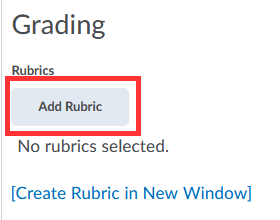 Grading
Rubrics
Add Rubric
No rubrics selected.
[Create Rubric in New Window]